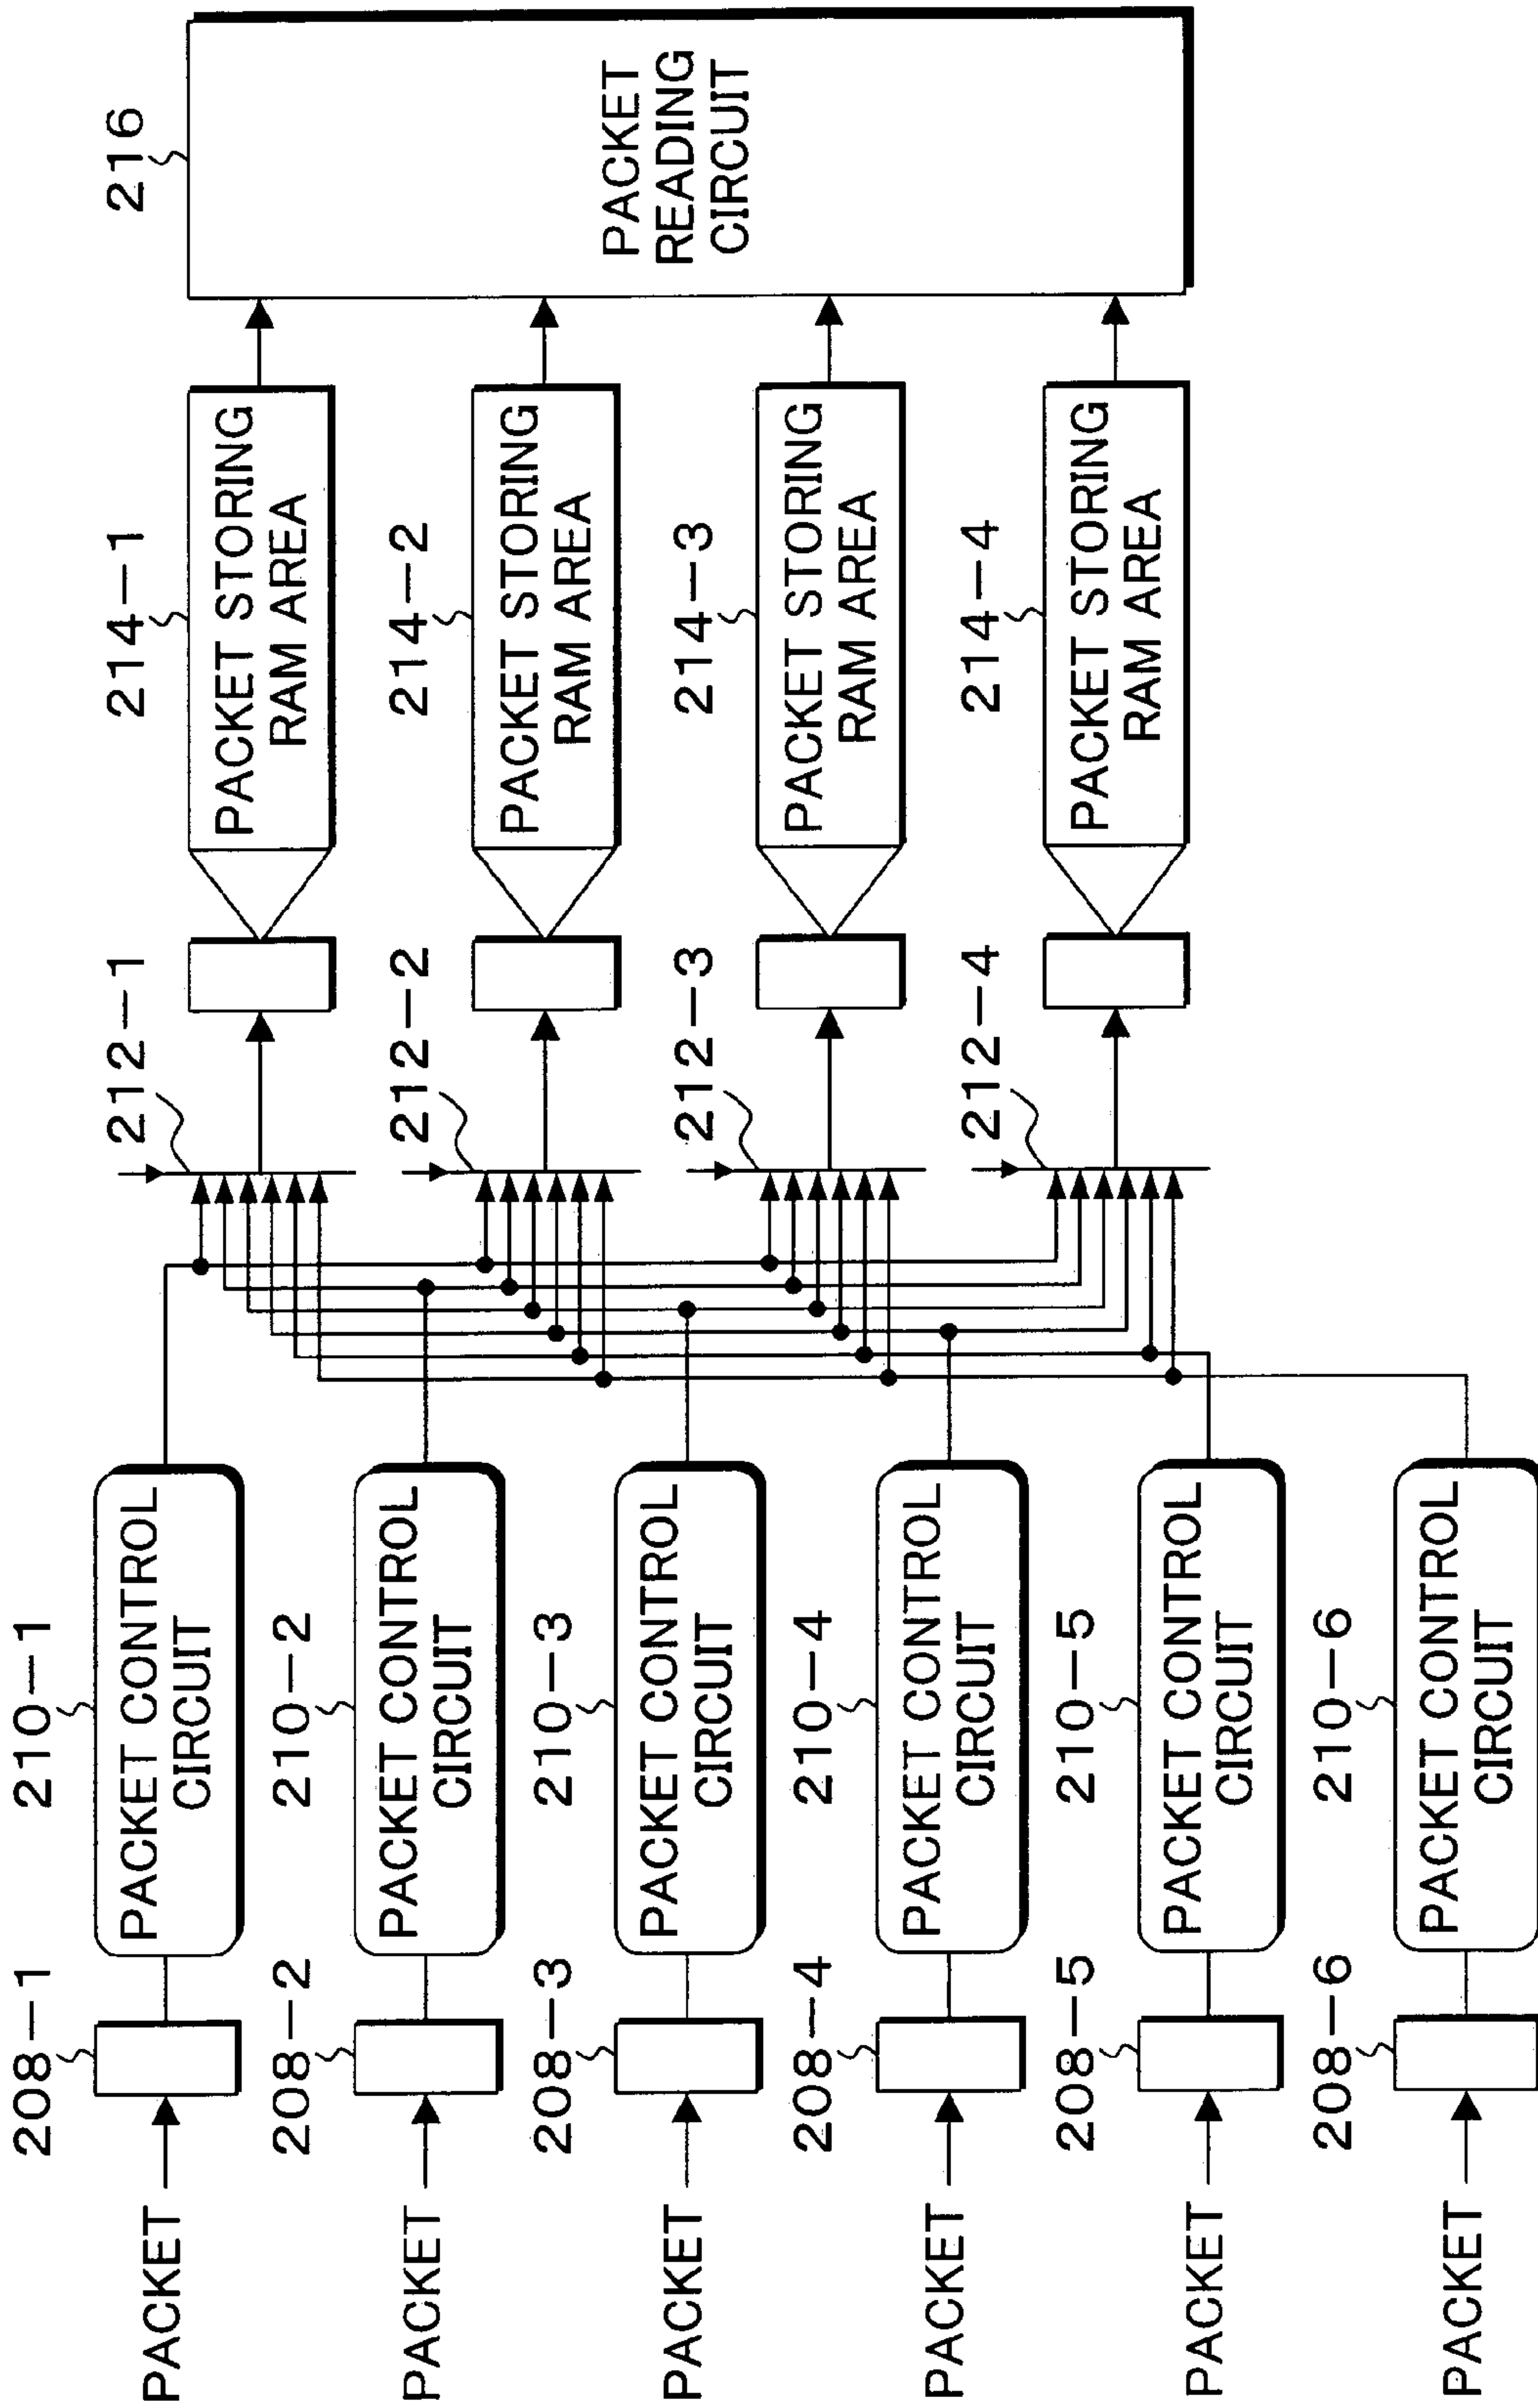 PACKET
208-1
210-1
PACKET CONTROL
CIRCUIT
PACKET
208-2
210-2
PACKET CONTROL
CIRCUIT
PACKET
208-3
210-3
PACKET CONTROL
CIRCUIT
PACKET
208-4
210-4
PACKET CONTROL
CIRCUIT
PACKET
208-5
210-5
PACKET CONTROL
CIRCUIT
PACKET
208-6
210-6
PACKET CONTROL
CIRCUIT
212-1
212-2
212-3
212-4
214-1
PACKET STORING
RAM AREA
214-2
PACKET STORING
RAM AREA
214-3
PACKET STORING
RAM AREA
214-4
PACKET STORING
RAM AREA
216
PACKET
READING
CIRCUIT